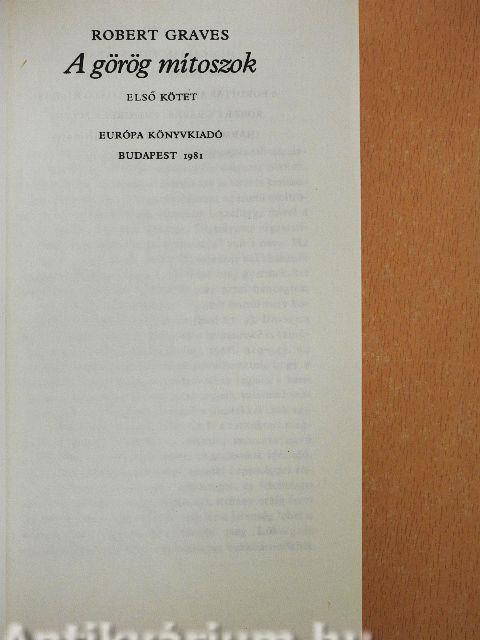 ROBERT GRAVES
A görög mítoszok
ELSŐ KÖTET
EURÓPA KÖNYVKIADÓ
BUDAPEST 1981
Antikvárium.hu